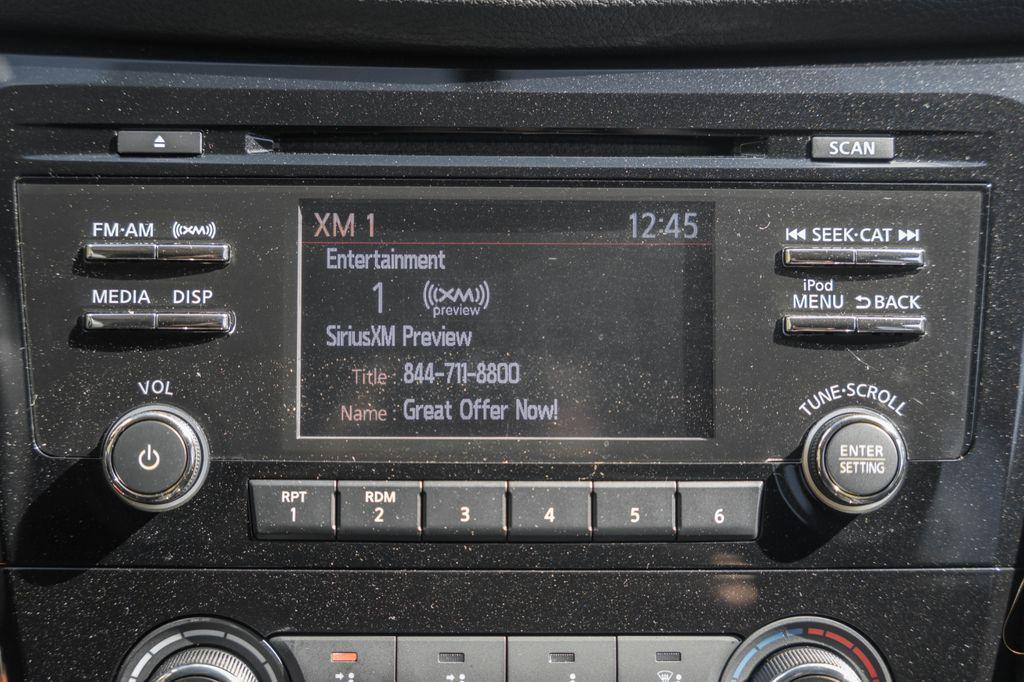 SCAN
FM·AM ((XM))
MEDIA DISP
VOL
XM 1 12:45
Entertainment
1 ((XM))
preview
SiriusXM Preview
Title : 844-711-8800
Name : Great Offer Now!
SEEK·CAT
iPod
MENU BACK
TUNE·SCROLL
ENTER
SETTING
RPT RDM
1 2 3 4 5 6